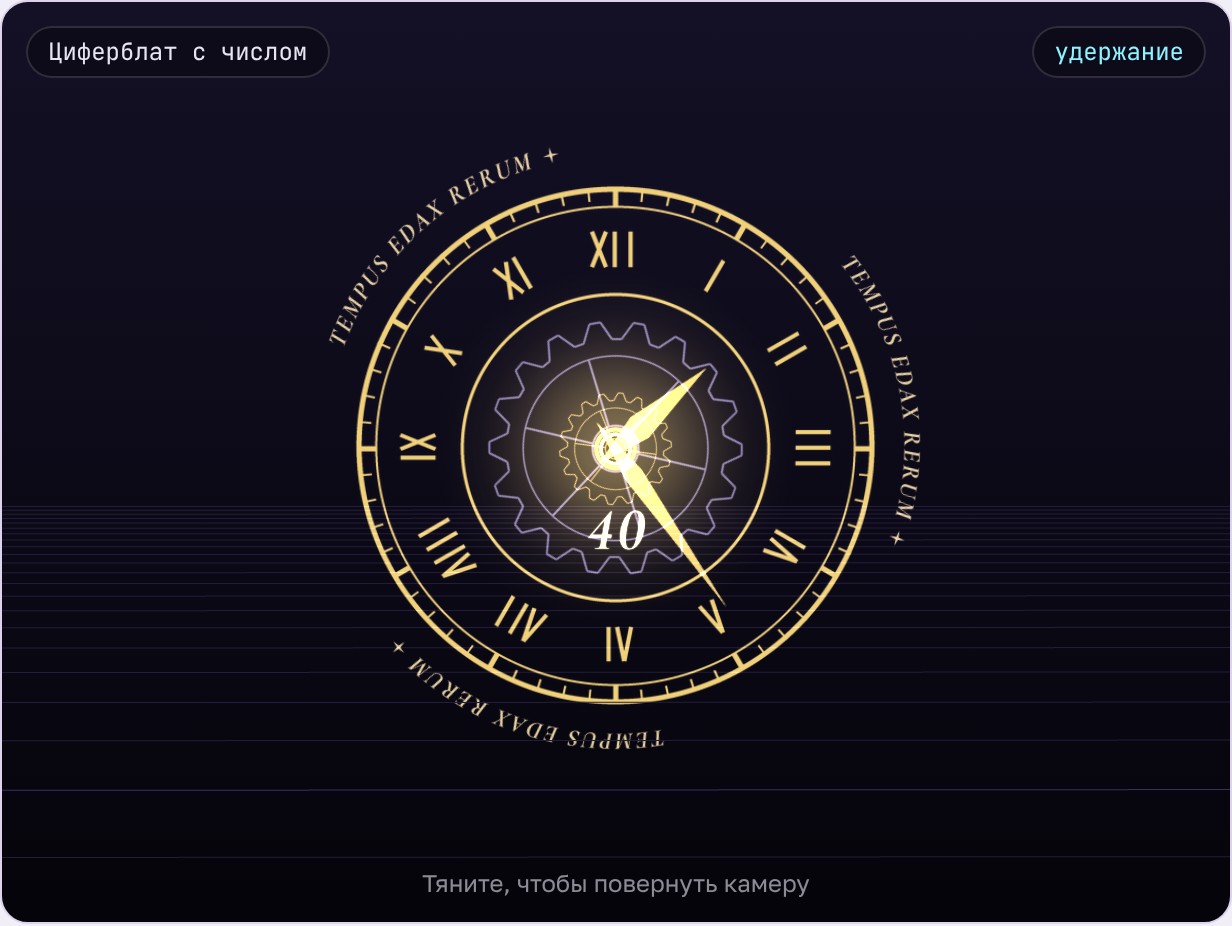 Циферблат с числом
удержание
TEMPUS EDAX RERUM ✦
TEMPUS EDAX RERUM ✦
TEMPUS EDAX RERUM ✦
XII
I
II
III
IV
V
VI
VII
VIII
IX
X
XI
40
Тяните, чтобы повернуть камеру